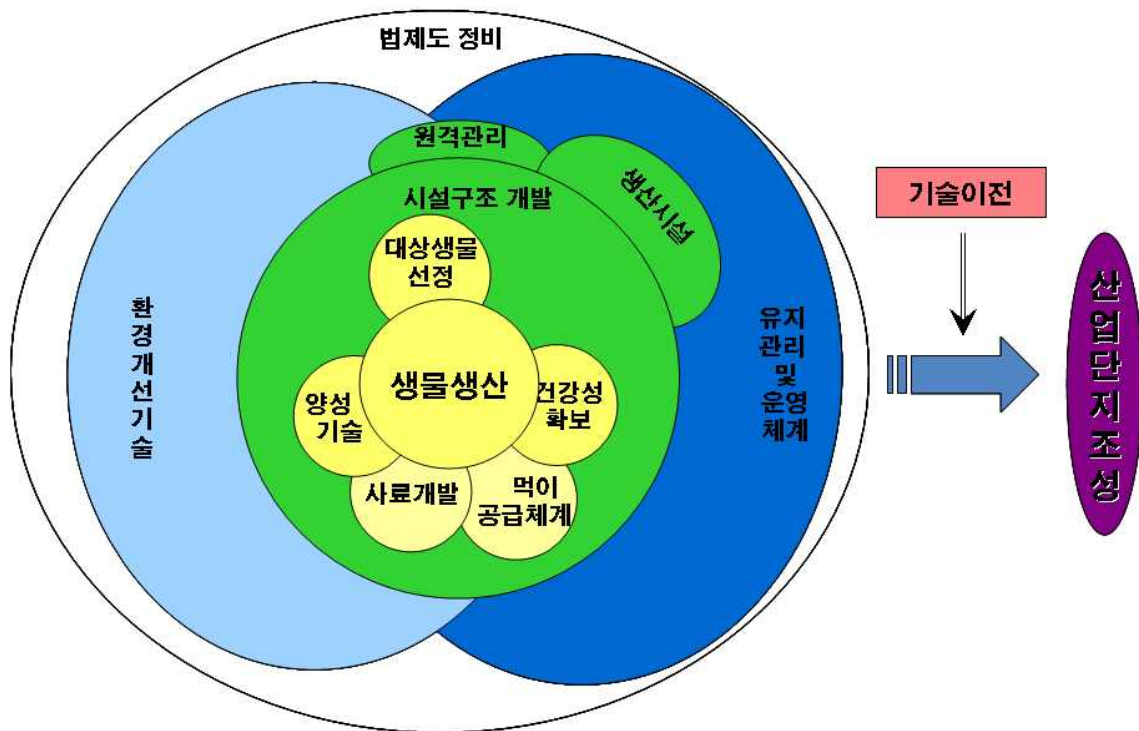 법제도 정비
원격관리
생산시설
시설구조 개발
대상생물
선정
생물생산
양성
기술
건강성
확보
사료개발
먹이
공급체계
환경개선기술
유지
관리
및
운영
체계
기술이전
산업단지조성